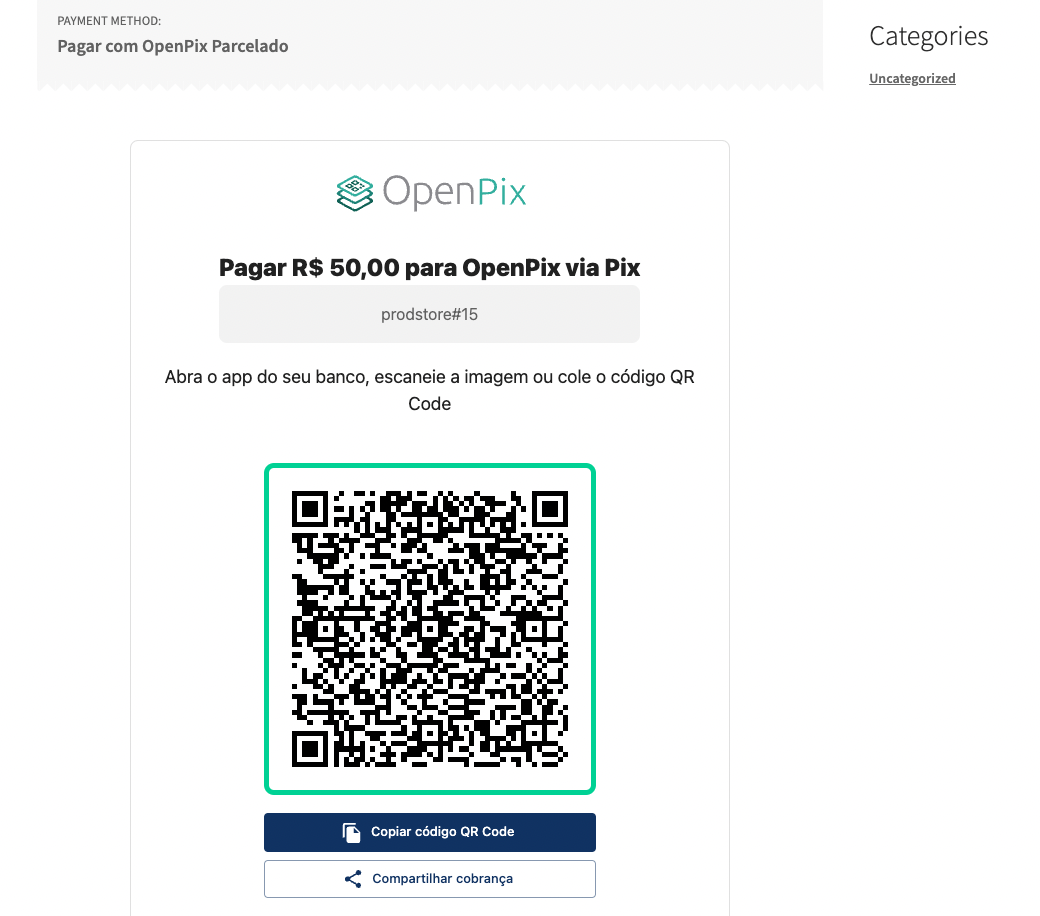 PAYMENT METHOD:
Pagar com OpenPix Parcelado
Categories
Uncategorized
OpenPix
Pagar R$ 50,00 para OpenPix via Pix
prodstore#15
Abra o app do seu banco, escaneie a imagem ou cole o código QR
Code
Copiar código QR Code
Compartilhar cobrança